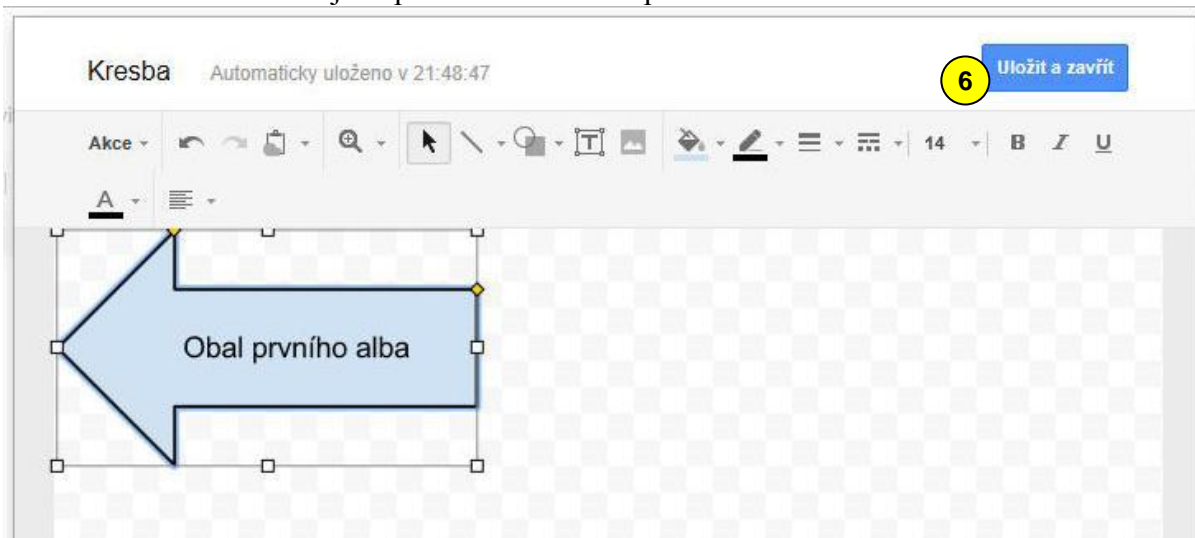 Kresba Automaticky uloženo v 21:48:47
6 Uložit a zavřít
Akce 14 B I U
A
Obal prvního alba